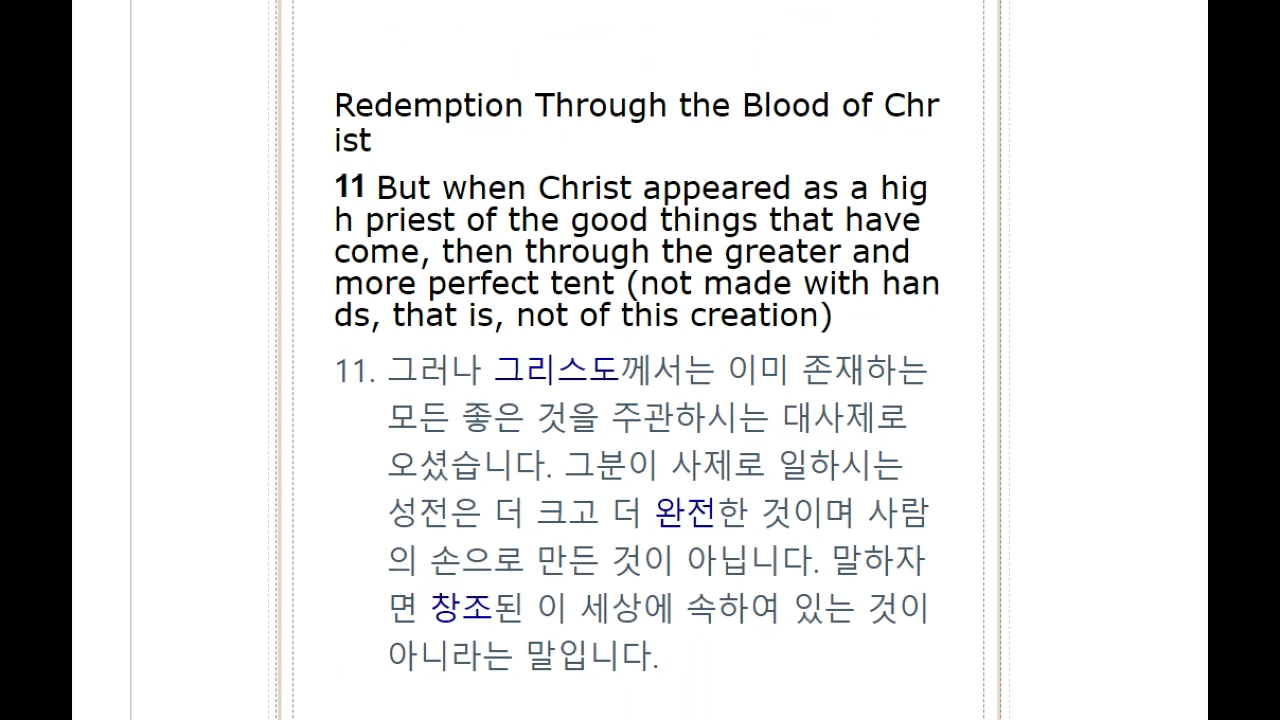 Redemption Through the Blood of Chr
ist
11 But when Christ appeared as a hig
h priest of the good things that have
come, then through the greater and
more perfect tent (not made with han
ds, that is, not of this creation)
11. 그러나 그리스도께서는 이미 존재하는
모든 좋은 것을 주관하시는 대사제로
오셨습니다. 그분이 사제로 일하시는
성전은 더 크고 더 완전한 것이며 사람
의 손으로 만든 것이 아닙니다. 말하자
면 창조된 이 세상에 속하여 있는 것이
아니라는 말입니다.